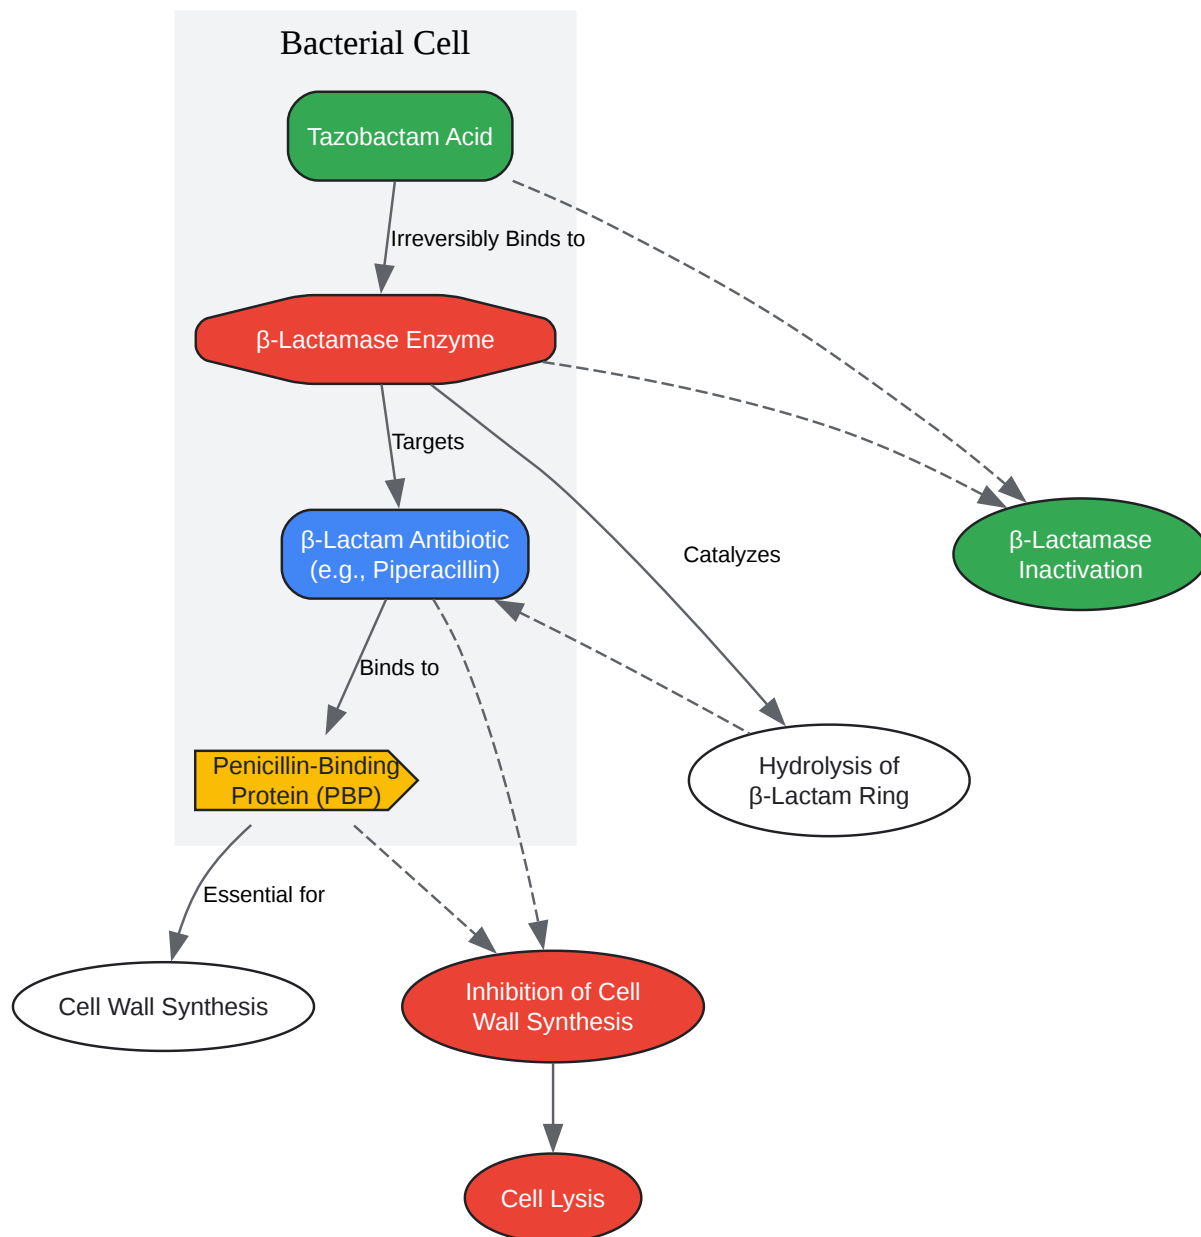 Bacterial Cell
Tazobactam Acid
Irreversibly Binds to
β-Lactamase Enzyme
Targets
β-Lactam Antibiotic
(e.g., Piperacillin)
Catalyzes
β-Lactamase
Inactivation
Binds to
Penicillin-Binding
Protein (PBP)
Hydrolysis of
β-Lactam Ring
Essential for
Cell Wall Synthesis
Inhibition of Cell
Wall Synthesis
Cell Lysis